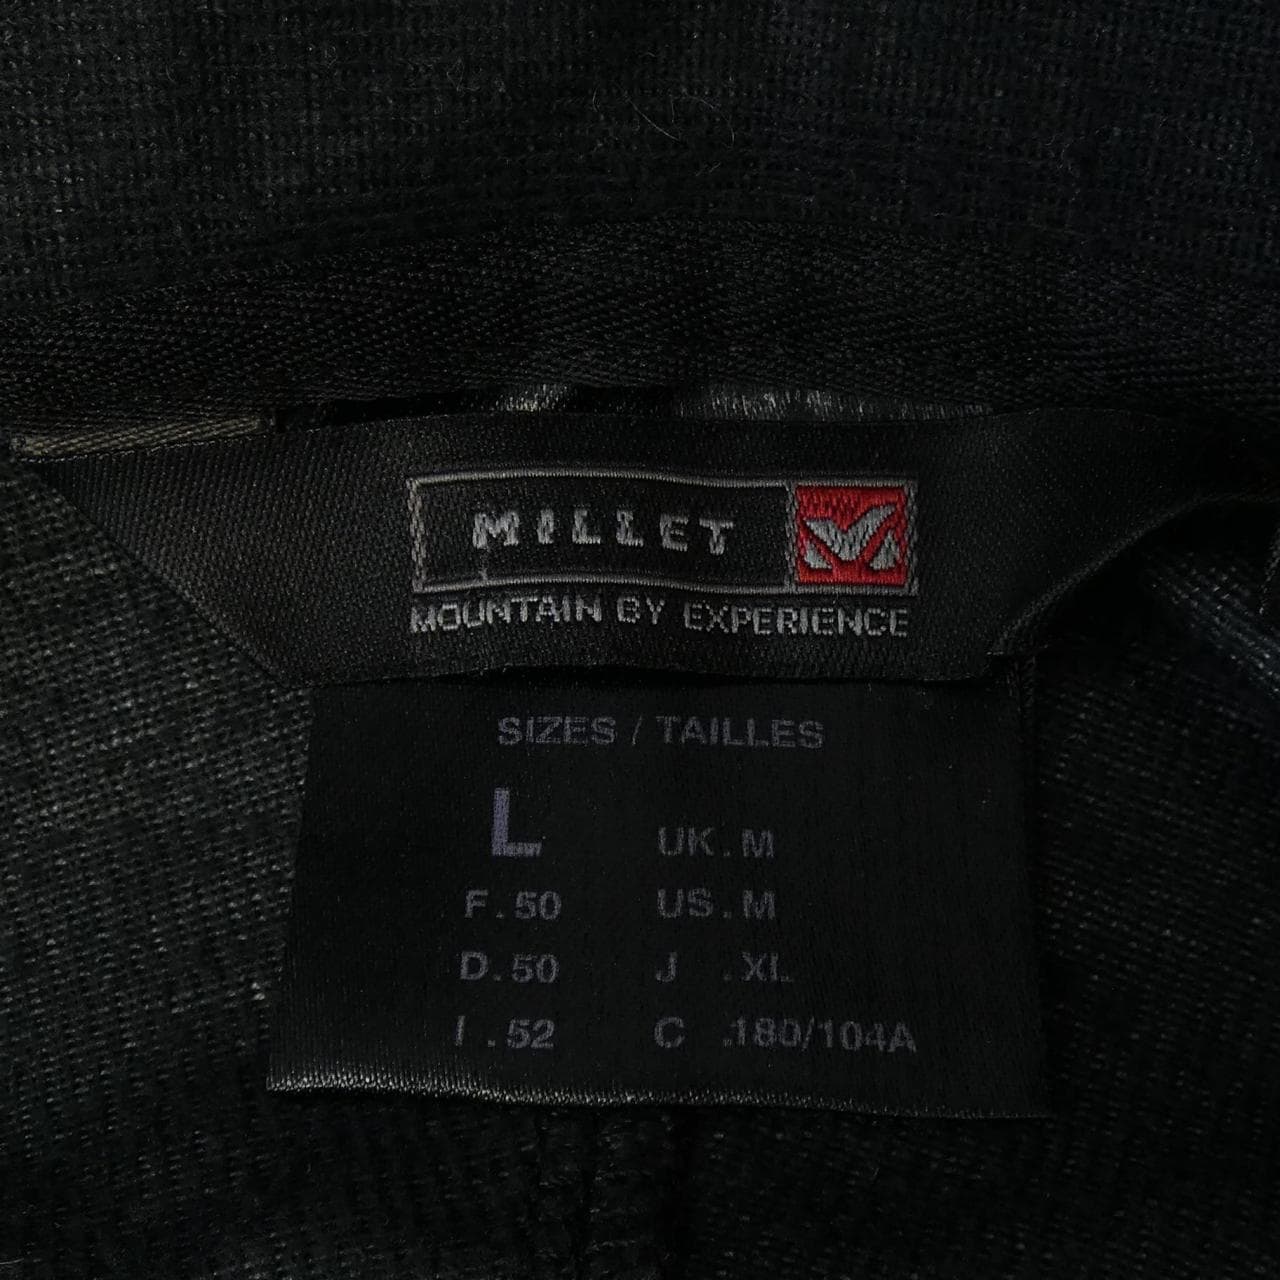 MILLET
MOUNTAIN BY EXPERIENCE
SIZES / TAILLES
L UK.M
F.50 US.M
D.50 J .XL
I .52 C .180/104A